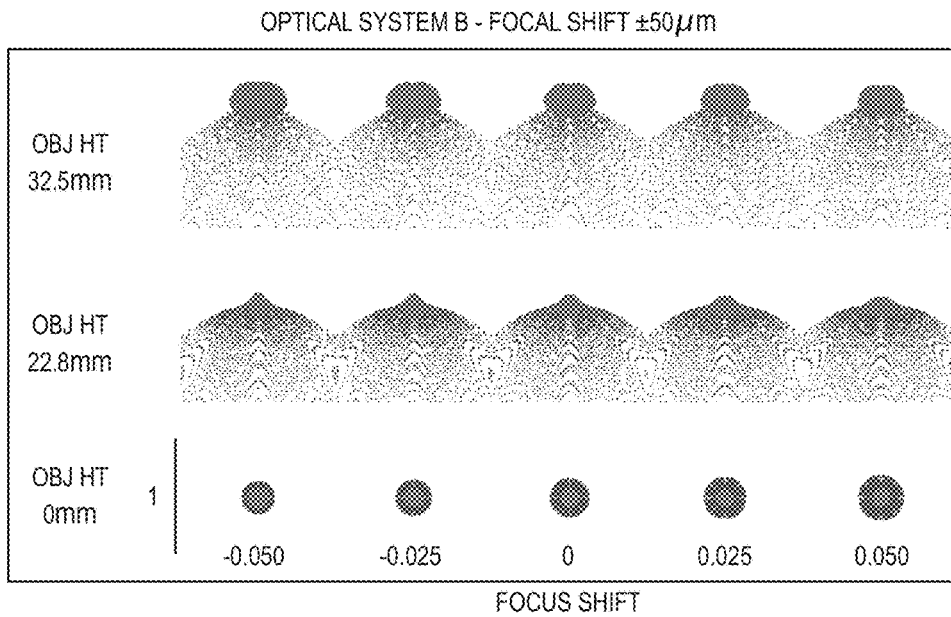 OPTICAL SYSTEM B - FOCAL SHIFT ±50μm
OBJ HT
32.5mm
OBJ HT
22.8mm
OBJ HT
0mm
1
-0.050 -0.025 0 0.025 0.050
FOCUS SHIFT